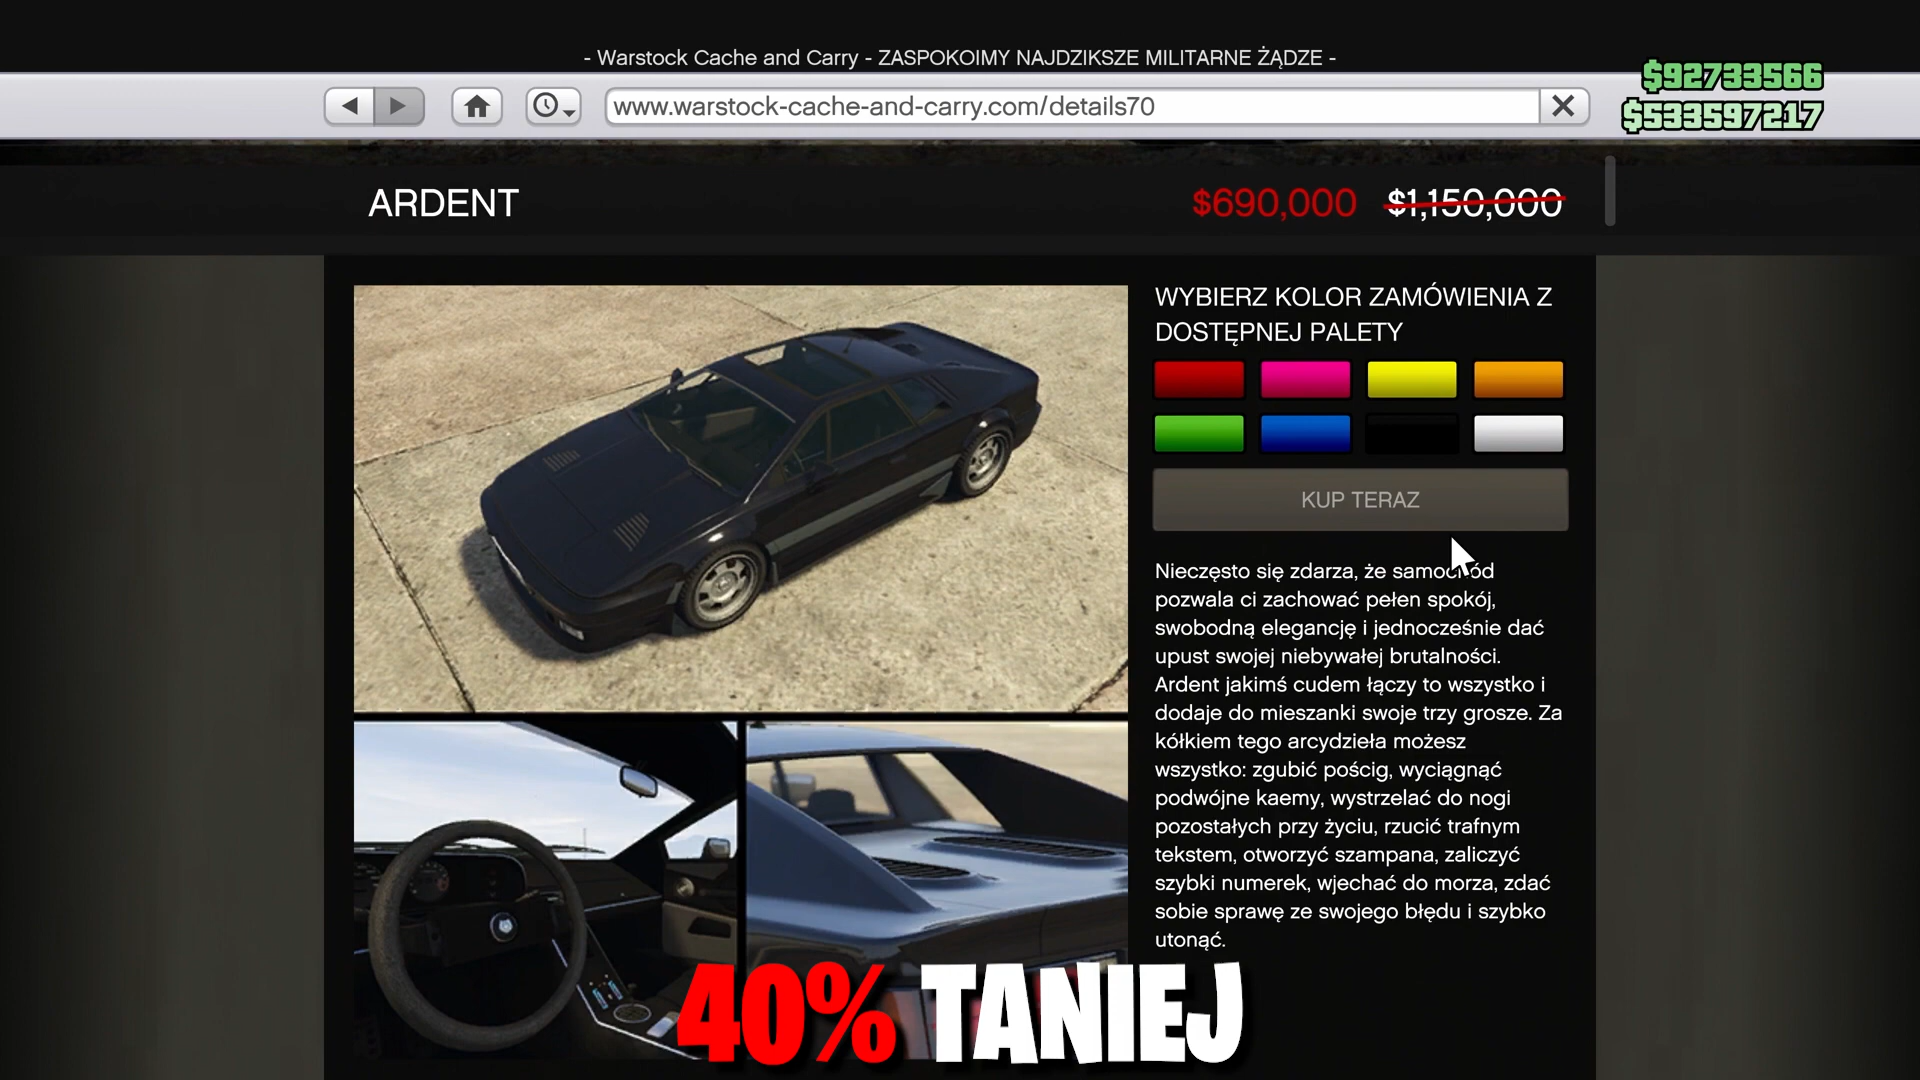 - Warstock Cache and Carry - ZASPOKOIMY NAJDZIKSZE MILITARNE ŻĄDZE -
$92733566
www.warstock-cache-and-carry.com/details70
$533597217
ARDENT
$690,000 $1,150,000
WYBIERZ KOLOR ZAMÓWIENIA Z
DOSTĘPNEJ PALETY
KUP TERAZ
Nieczęsto się zdarza, że samochód
pozwala ci zachować pełen spokój,
swobodną elegancję i jednocześnie dać
upust swojej niebywałej brutalności.
Ardent jakimś cudem łączy to wszystko i
dodaje do mieszanki swoje trzy grosze. Za
kółkiem tego arcydzieła możesz
wszystko: zgubić pościg, wyciągnąć
podwójne kaemy, wystrzelać do nogi
pozostałych przy życiu, rzucić trafnym
tekstem, otworzyć szampana, zaliczyć
szybki numerek, wjechać do morza, zdać
sobie sprawę ze swojego błędu i szybko
utonąć.
40% TANIEJ